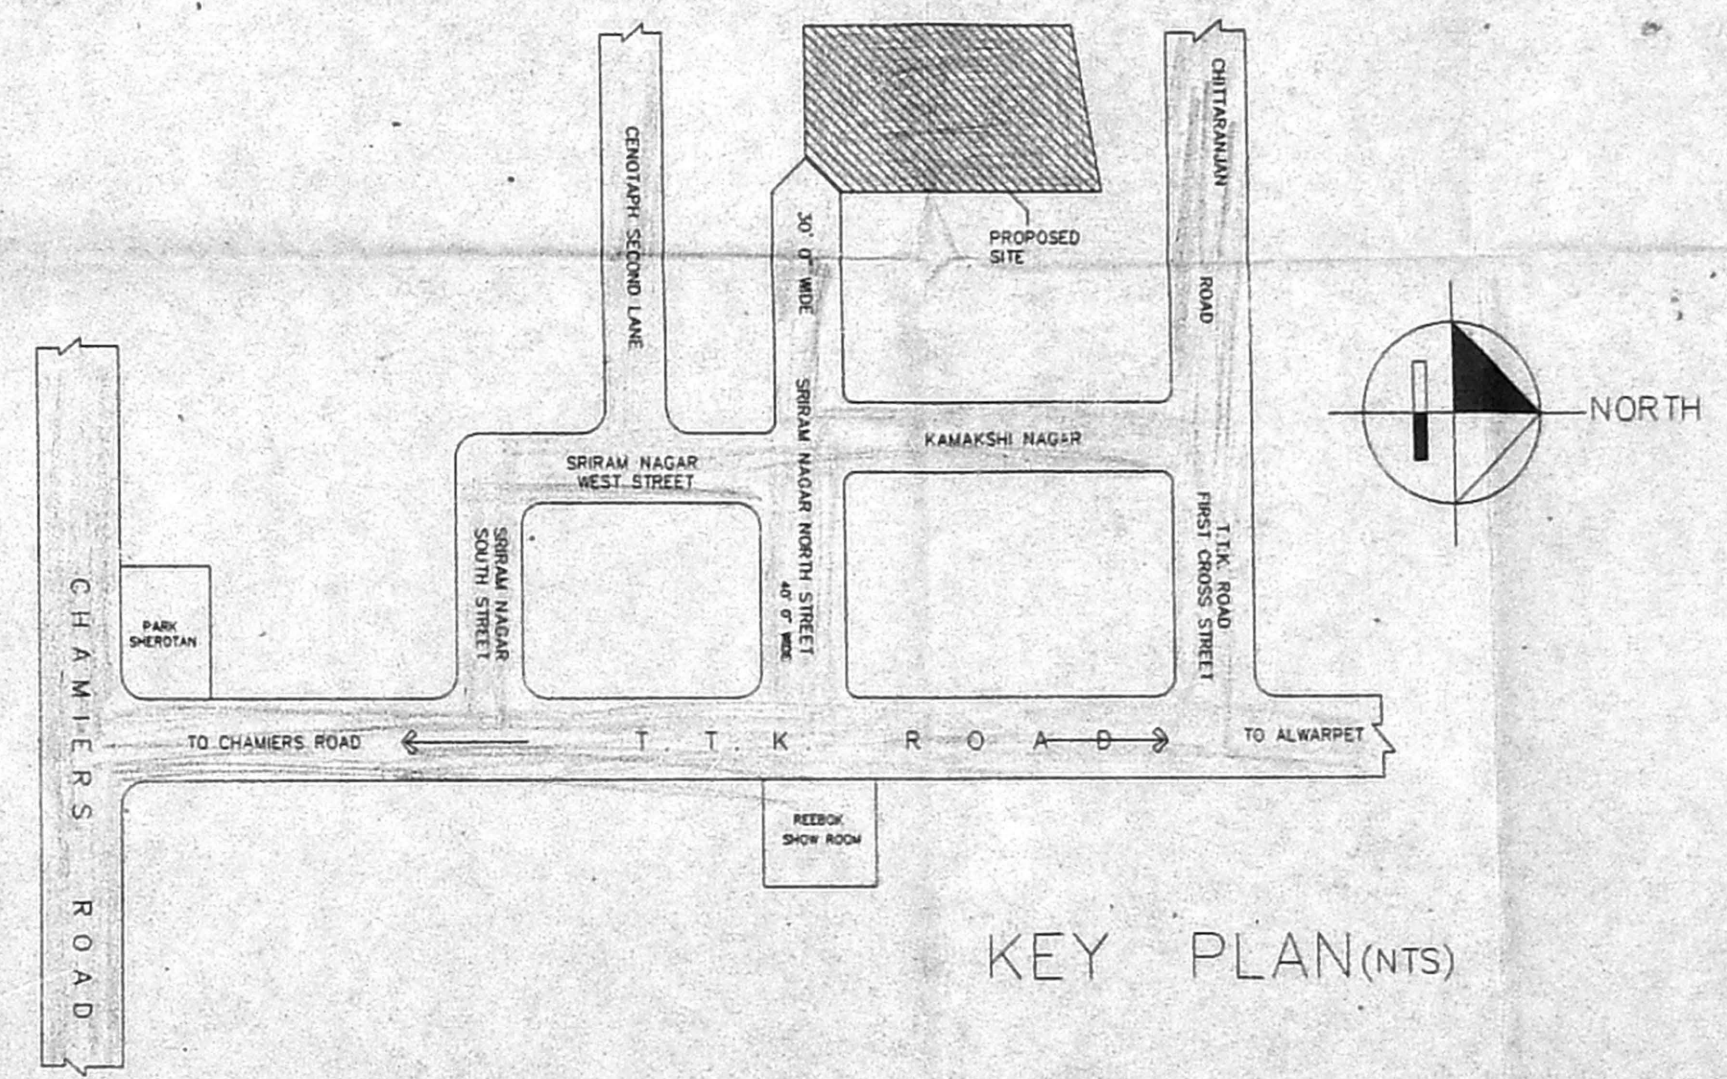 CENOTAPH SECOND LANE
30' 0" WIDE
SRIRAM NAGAR NORTH STREET
40' 0" WIDE
PROPOSED
SITE
CHITTARANJAN ROAD
KAMAKSHI NAGAR
SRIRAM NAGAR
WEST STREET
SRIRAM NAGAR
SOUTH STREET
T.T.K. ROAD
FIRST CROSS STREET
NORTH
PARK
SHEROTAN
CHAMIERS ROAD
TO CHAMIERS ROAD
T. T. K. ROAD
TO ALWARPET
REEBOK
SHOW ROOM
KEY PLAN(NTS)